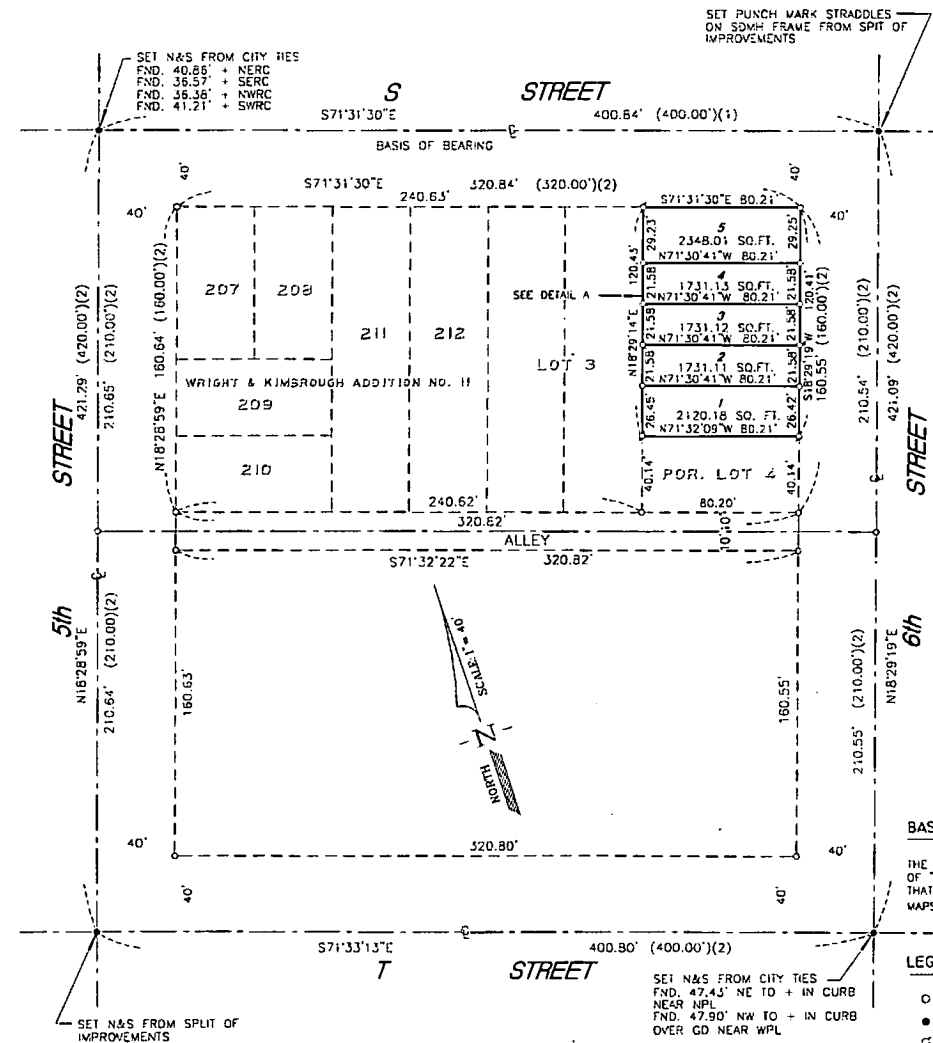 SET PUNCH MARK STRADDLES
ON SDMH FRAME FROM SPIT OF
IMPROVEMENTS
SET N&S FROM CITY TIES
FND. 40.86' + NERC
FND. 36.57' + SERC
FND. 36.38' + NWRC
FND. 41.21' + SWRC
S STREET
S71°31'30"E 400.84' (400.00')(1)
BASIS OF BEARING
40'
40'
40'
40'
S71°31'30"E 320.84' (320.00')(2)
240.63'
S71°31'30"E 80.21'
5
2348.01 SQ.FT.
29.23'
29.25'
N71°30'41"W 80.21'
4
1731.13 SQ.FT.
21.58
21.58'
N71°30'41"W 80.21'
3
1731.12 SQ.FT.
21.58
21.58'
N71°30'41"W 80.21'
2
1731.11 SQ.FT.
21.58
21.58'
N71°30'41"W 80.21'
1
2120.18 SQ. FT.
26.45'
26.42'
N71°32'09"W 80.21'
120.43'
120.41'
N18°29'14"E
S18°29'19"W
160.55' (160.00')(2)
SEE DETAIL A
207
208
211
212
LOT 3
WRIGHT & KIMBROUGH ADDITION NO. 11
209
210
40.14'
POR. LOT 4
40.14'
N18°28'59"E 160.64' (160.00')(2)
421.29' (420.00')(2)
210.65' (210.00')(2)
210.54' (210.00')(2)
421.09' (420.00')(2)
STREET
STREET
240.62'
80.20'
320.82'
10'
10'
ALLEY
S71°32'22"E 320.82'
5th
N18°28'59"E
210.64' (210.00')(2)
160.63'
SCALE: 1" = 40'
NORTH
160.55'
210.55' (210.00')(2)
N18°29'19"E
6th
320.80'
40'
40'
40'
40'
BAS
THE
OF
THAT
MAPS
S71°33'13"E 400.80' (400.00')(2)
T STREET
SET N&S FROM CITY TIES
FND. 47.43' NE TO + IN CURB
NEAR NPL
FND. 47.90' NW TO + IN CURB
OVER GD NEAR WPL
LEG
SET N&S FROM SPLIT OF
IMPROVEMENTS